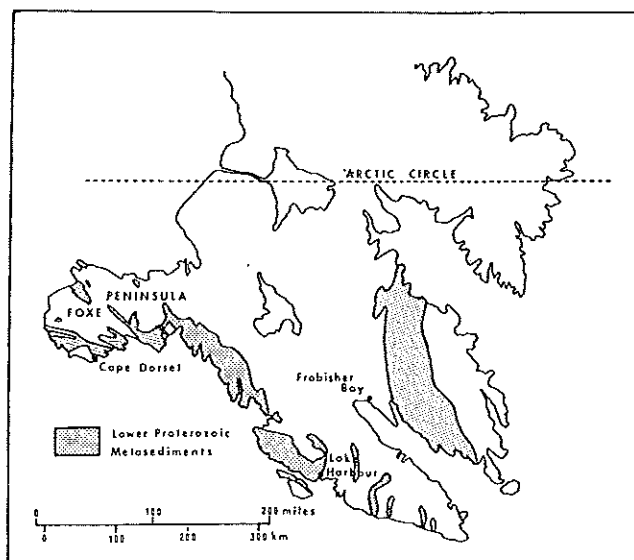 ARCTIC CIRCLE
PENINSULA
FOXE
Cape Dorset
Frobisher
Bay
Lake
Harbour
Lower Proterozoic
Metasediments
0 100 200 miles
0 100 200 300 km